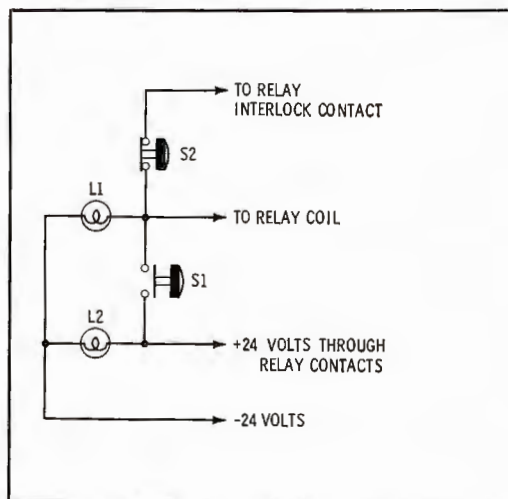 TO RELAY
INTERLOCK CONTACT
S2
L1
TO RELAY COIL
S1
L2
+24 VOLTS THROUGH
RELAY CONTACTS
-24 VOLTS